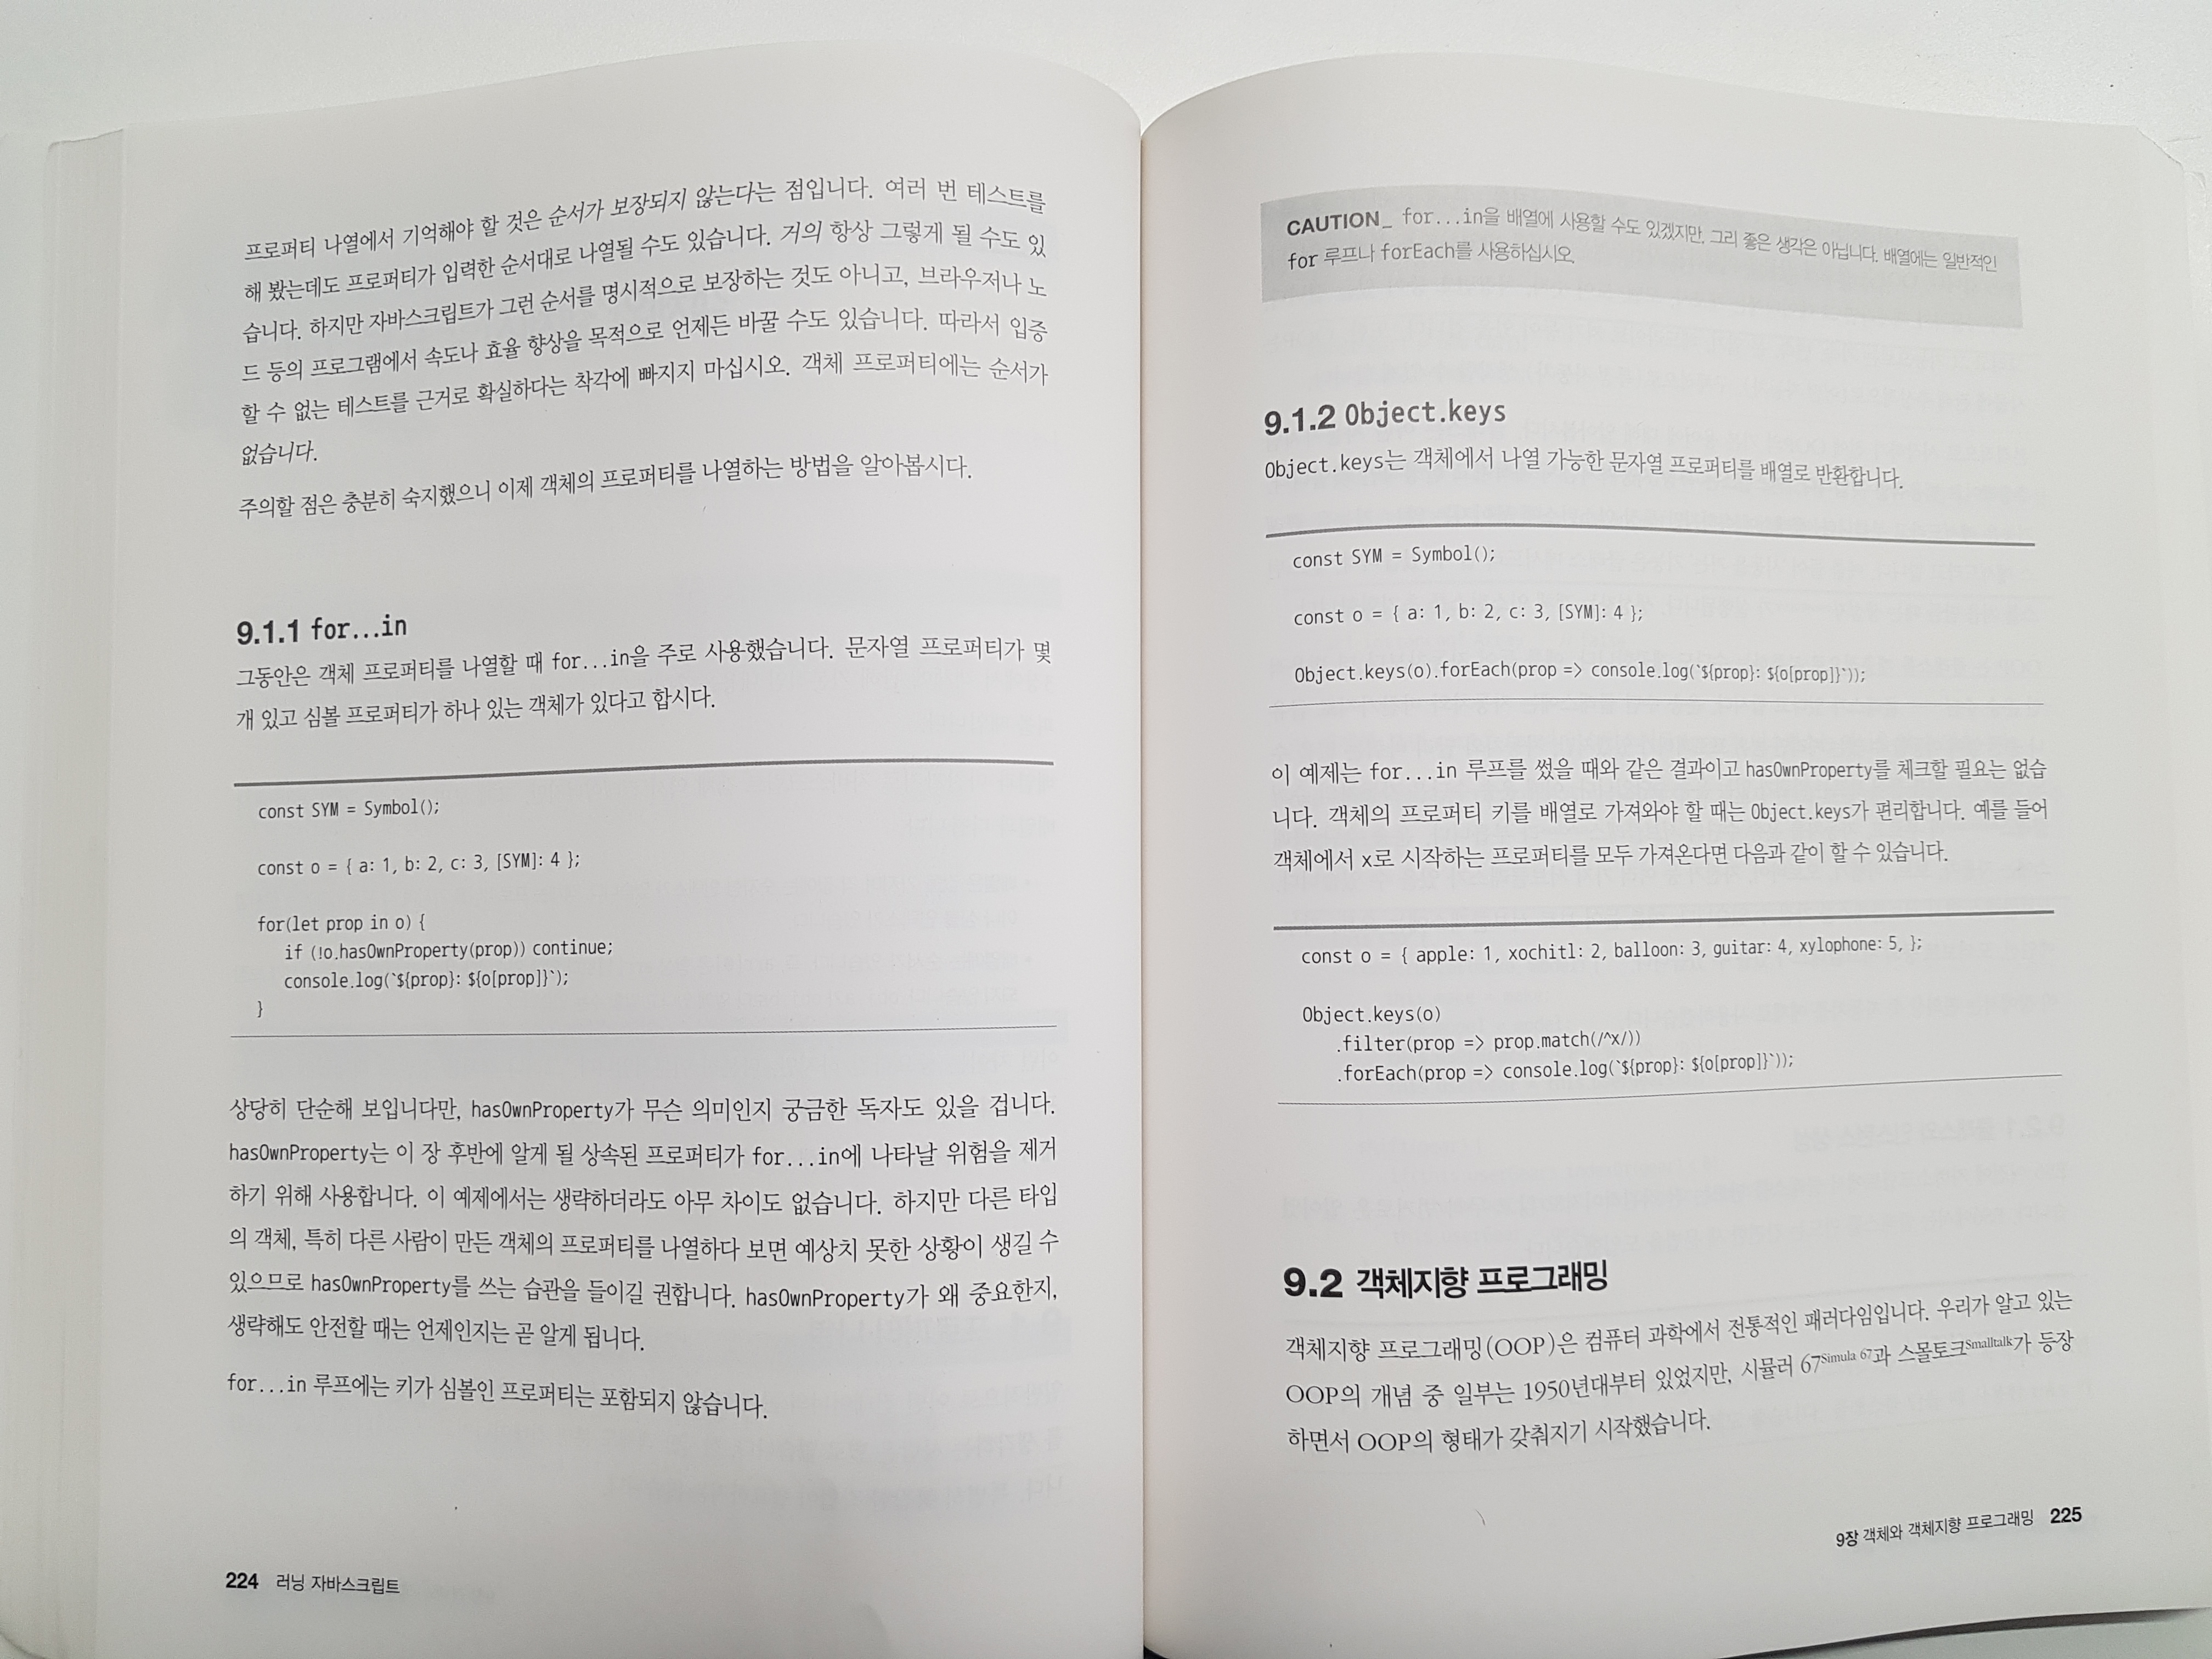 프로퍼티 나열에서 기억해야 할 것은 순서가 보장되지 않는다는 점입니다. 여러 번 테스트를
해 봤는데도 프로퍼티가 입력한 순서대로 나열될 수도 있습니다. 거의 항상 그렇게 될 수도 있
습니다. 하지만 자바스크립트가 그런 순서를 명시적으로 보장하는 것도 아니고, 브라우저나 노
드 등의 프로그램에서 속도나 효율 향상을 목적으로 언제든 바꿀 수도 있습니다. 따라서 입증
할 수 없는 테스트를 근거로 확실하다는 착각에 빠지지 마십시오. 객체 프로퍼티에는 순서가
없습니다.
주의할 점은 충분히 숙지했으니 이제 객체의 프로퍼티를 나열하는 방법을 알아봅시다.
9.1.1 for...in
그동안은 객체 프로퍼티를 나열할 때 for...in을 주로 사용했습니다. 문자열 프로퍼티가 몇
개 있고 심볼 프로퍼티가 하나 있는 객체가 있다고 합시다.
const SYM = Symbol();
const o = { a: 1, b: 2, c: 3, [SYM]: 4 };
for(let prop in o) {
if (!o.hasOwnProperty(prop)) continue;
console.log(`${prop}: ${o[prop]}`);
}
상당히 단순해 보입니다만, hasOwnProperty가 무슨 의미인지 궁금한 독자도 있을 겁니다.
hasOwnProperty는 이 장 후반에 알게 될 상속된 프로퍼티가 for...in에 나타날 위험을 제거
하기 위해 사용합니다. 이 예제에서는 생략하더라도 아무 차이도 없습니다. 하지만 다른 타입
의 객체, 특히 다른 사람이 만든 객체의 프로퍼티를 나열하다 보면 예상치 못한 상황이 생길 수
있으므로 hasOwnProperty를 쓰는 습관을 들이길 권합니다. hasOwnProperty가 왜 중요한지,
생략해도 안전할 때는 언제인지는 곧 알게 됩니다.
for...in 루프에는 키가 심볼인 프로퍼티는 포함되지 않습니다.
224 러닝 자바스크립트
CAUTION_ for...in을 배열에 사용할 수도 있겠지만, 그리 좋은 생각은 아닙니다. 배열에는 일반적인
for 루프나 forEach를 사용하십시오.
9.1.2 Object.keys
Object.keys는 객체에서 나열 가능한 문자열 프로퍼티를 배열로 반환합니다.
const SYM = Symbol();
const o = { a: 1, b: 2, c: 3, [SYM]: 4 };
Object.keys(o).forEach(prop => console.log(`${prop}: ${o[prop]}`));
이 예제는 for...in 루프를 썼을 때와 같은 결과이고 hasOwnProperty를 체크할 필요는 없습
니다. 객체의 프로퍼티 키를 배열로 가져와야 할 때는 Object.keys가 편리합니다. 예를 들어
객체에서 x로 시작하는 프로퍼티를 모두 가져온다면 다음과 같이 할 수 있습니다.
const o = { apple: 1, xochitl: 2, balloon: 3, guitar: 4, xylophone: 5, };
Object.keys(o)
.filter(prop => prop.match(/^x/))
.forEach(prop => console.log(`${prop}: ${o[prop]}`));
9.2 객체지향 프로그래밍
객체지향 프로그래밍(OOP)은 컴퓨터 과학에서 전통적인 패러다임입니다. 우리가 알고 있는
OOP의 개념 중 일부는 1950년대부터 있었지만, 시뮬러 67Simula 67과 스몰토크Smalltalk가 등장
하면서 OOP의 형태가 갖춰지기 시작했습니다.
9장 객체와 객체지향 프로그래밍 225